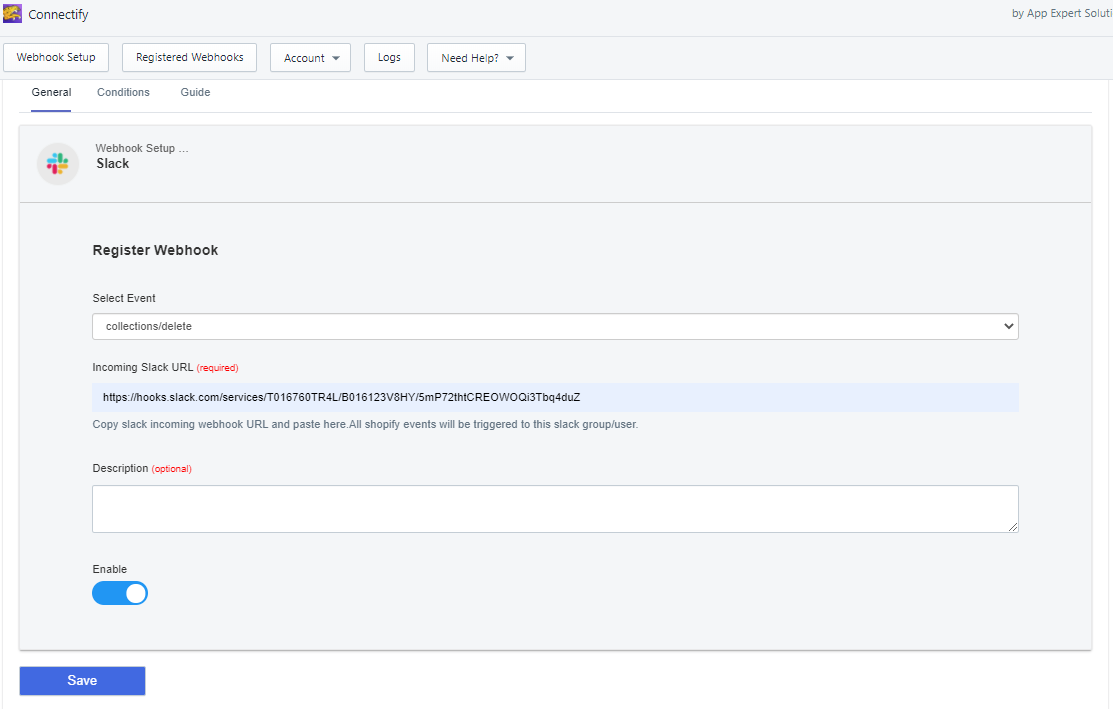 Connectify
by App Expert Soluti
Webhook Setup
Registered Webhooks
Account
Logs
Need Help?
General
Conditions
Guide
Webhook Setup ...
Slack
Register Webhook
Select Event
collections/delete
Incoming Slack URL (required)
https://hooks.slack.com/services/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
Copy slack incoming webhook URL and paste here.All shopify events will be triggered to this slack group/user.
Description (optional)
Enable
Save